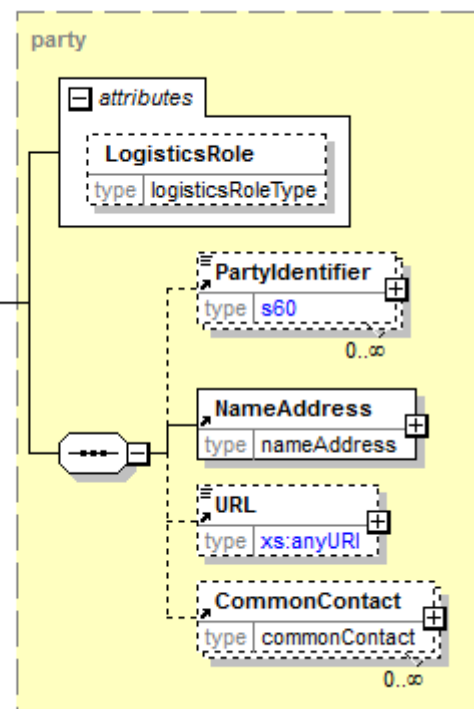 party
attributes
LogisticsRole
type logisticsRoleType
PartyIdentifier
type s60
0..∞
NameAddress
type nameAddress
URL
type xs:anyURI
CommonContact
type commonContact
0..∞